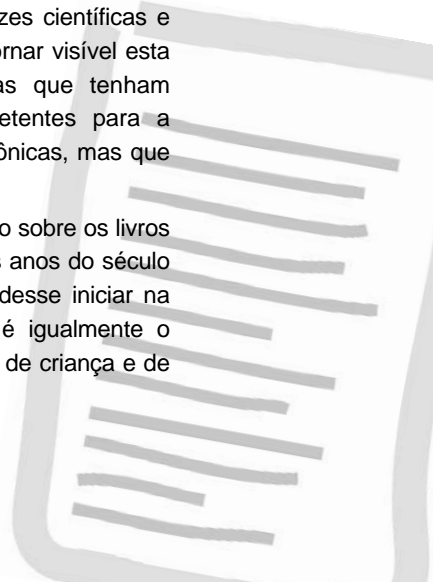 zes científicas e
rnar visível esta
as que tenham
etentes para a
ônicas, mas que
o sobre os livros
s anos do século
desse iniciar na
é igualmente o
de criança e de